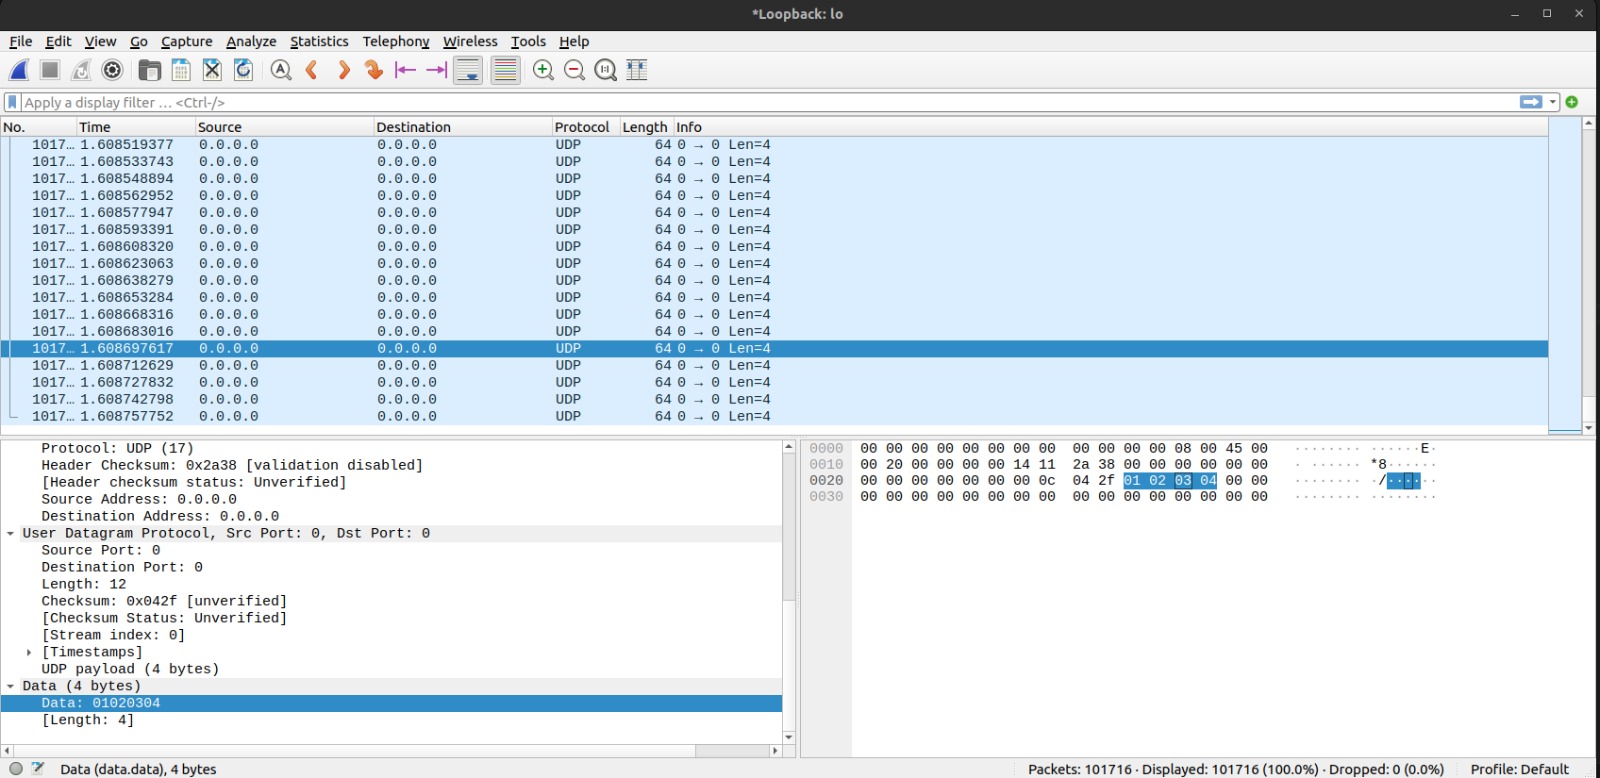 *Loopback: lo
File Edit View Go Capture Analyze Statistics Telephony Wireless Tools Help
Apply a display filter … <Ctrl-/>
No. Time Source Destination Protocol Length Info
1017… 1.608519377 0.0.0.0 0.0.0.0 UDP 64 0 → 0 Len=4
1017… 1.608533743 0.0.0.0 0.0.0.0 UDP 64 0 → 0 Len=4
1017… 1.608548894 0.0.0.0 0.0.0.0 UDP 64 0 → 0 Len=4
1017… 1.608562952 0.0.0.0 0.0.0.0 UDP 64 0 → 0 Len=4
1017… 1.608577947 0.0.0.0 0.0.0.0 UDP 64 0 → 0 Len=4
1017… 1.608593391 0.0.0.0 0.0.0.0 UDP 64 0 → 0 Len=4
1017… 1.608608320 0.0.0.0 0.0.0.0 UDP 64 0 → 0 Len=4
1017… 1.608623063 0.0.0.0 0.0.0.0 UDP 64 0 → 0 Len=4
1017… 1.608638279 0.0.0.0 0.0.0.0 UDP 64 0 → 0 Len=4
1017… 1.608653284 0.0.0.0 0.0.0.0 UDP 64 0 → 0 Len=4
1017… 1.608668316 0.0.0.0 0.0.0.0 UDP 64 0 → 0 Len=4
1017… 1.608683016 0.0.0.0 0.0.0.0 UDP 64 0 → 0 Len=4
1017… 1.608697617 0.0.0.0 0.0.0.0 UDP 64 0 → 0 Len=4
1017… 1.608712629 0.0.0.0 0.0.0.0 UDP 64 0 → 0 Len=4
1017… 1.608727832 0.0.0.0 0.0.0.0 UDP 64 0 → 0 Len=4
1017… 1.608742798 0.0.0.0 0.0.0.0 UDP 64 0 → 0 Len=4
1017… 1.608757752 0.0.0.0 0.0.0.0 UDP 64 0 → 0 Len=4
Protocol: UDP (17)
Header Checksum: 0x2a38 [validation disabled]
[Header checksum status: Unverified]
Source Address: 0.0.0.0
Destination Address: 0.0.0.0
User Datagram Protocol, Src Port: 0, Dst Port: 0
Source Port: 0
Destination Port: 0
Length: 12
Checksum: 0x042f [unverified]
[Checksum Status: Unverified]
[Stream index: 0]
[Timestamps]
UDP payload (4 bytes)
Data (4 bytes)
Data: 01020304
[Length: 4]
0000 00 00 00 00 00 00 00 00 00 00 00 00 08 00 45 00 ········ ······E·
0010 00 20 00 00 00 00 14 11 2a 38 00 00 00 00 00 00 · ······ *8······
0020 00 00 00 00 00 00 00 0c 04 2f 01 02 03 04 00 00 ········ ·/······
0030 00 00 00 00 00 00 00 00 00 00 00 00 00 00 00 00 ········ ········
Data (data.data), 4 bytes
Packets: 101716 · Displayed: 101716 (100.0%) · Dropped: 0 (0.0%)
Profile: Default